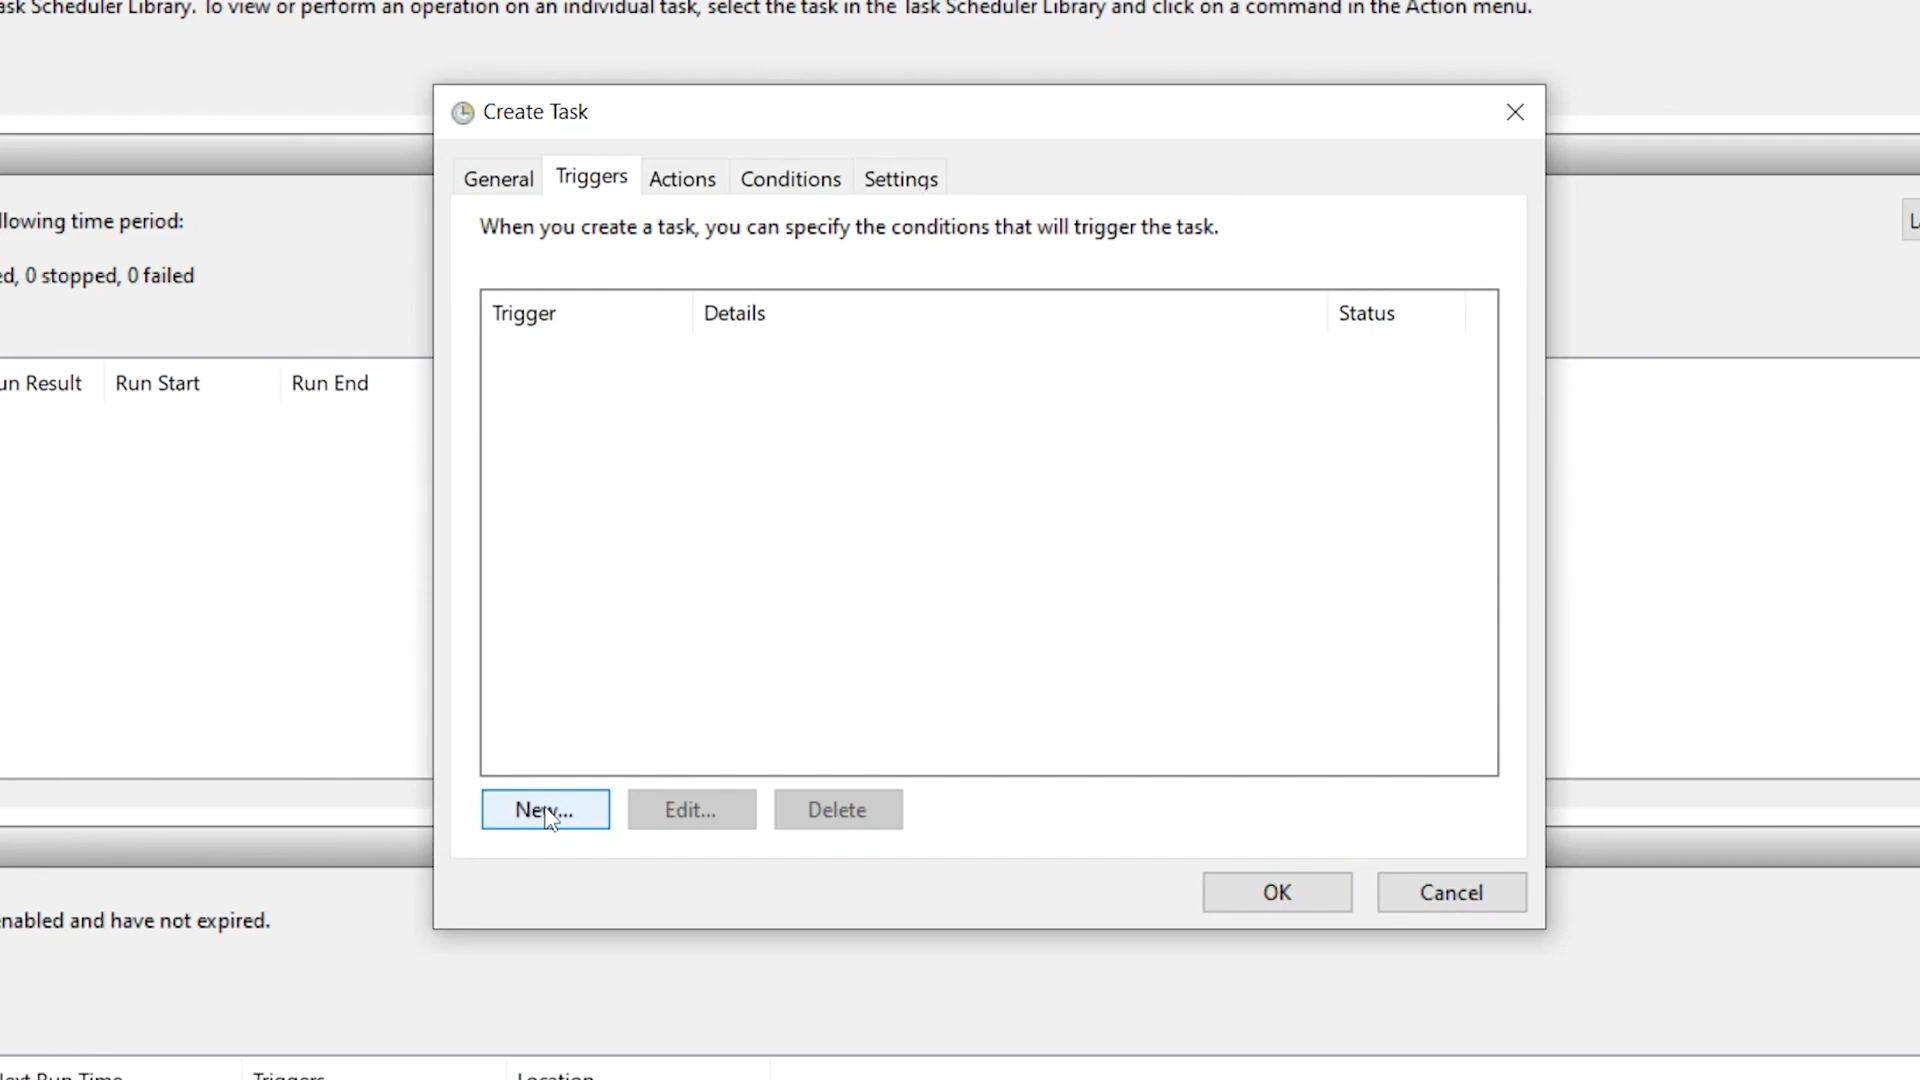 ask Scheduler Library. To view or perform an operation on an individual task, select the task in the Task Scheduler Library and click on a command in the Action menu.
Create Task
General Triggers Actions Conditions Settings
llowing time period:
When you create a task, you can specify the conditions that will trigger the task.
ed, 0 stopped, 0 failed
Trigger Details Status
un Result Run Start Run End
New... Edit... Delete
OK Cancel
enabled and have not expired.
Next Run Time Triggers Location